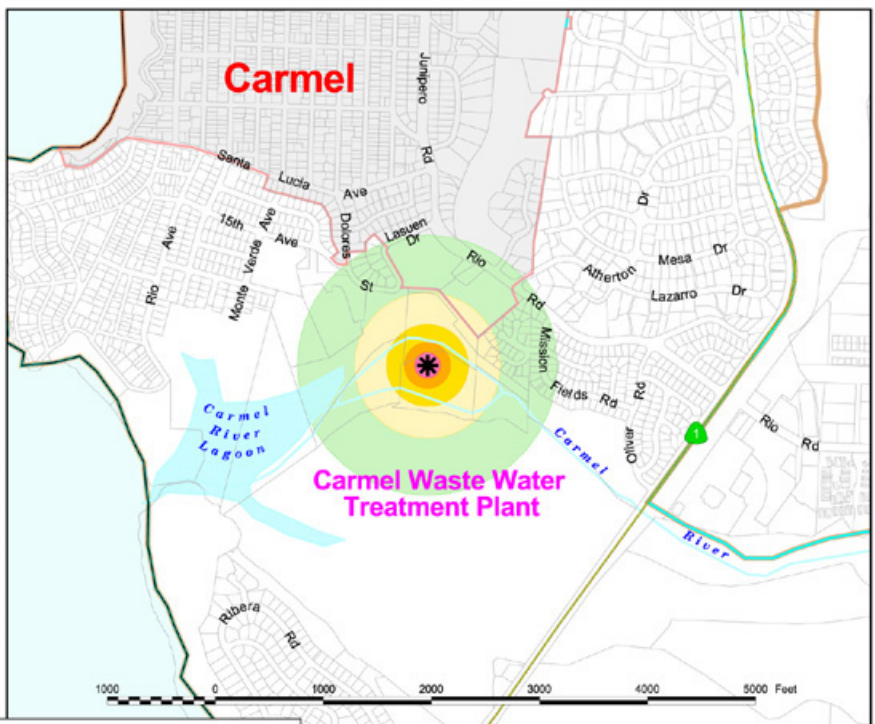 Carmel
Junipero
Rd
Santa
Lucia
Ave
15th
Ave
Dolores
St
Lasuen
Dr
Rio
Rd
Rio
Ave
Monte Verde Ave
Dr
Atherton
Mesa Dr
Lazarro Dr
Mission
Fields Rd
Oliver Rd
1
Rio Rd
Carmel
River
Lagoon
Carmel
River
Carmel Waste Water
Treatment Plant
Ribera
Rd
1000 0 1000 2000 3000 4000 5000 Feet